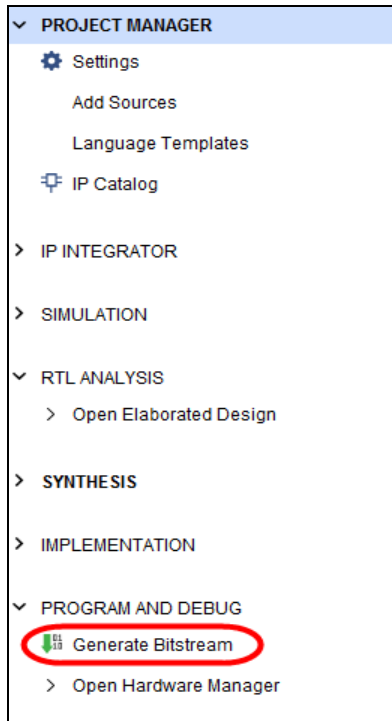 PROJECT MANAGER
Settings
Add Sources
Language Templates
IP Catalog
IP INTEGRATOR
SIMULATION
RTL ANALYSIS
Open Elaborated Design
SYNTHESIS
IMPLEMENTATION
PROGRAM AND DEBUG
Generate Bitstream
Open Hardware Manager